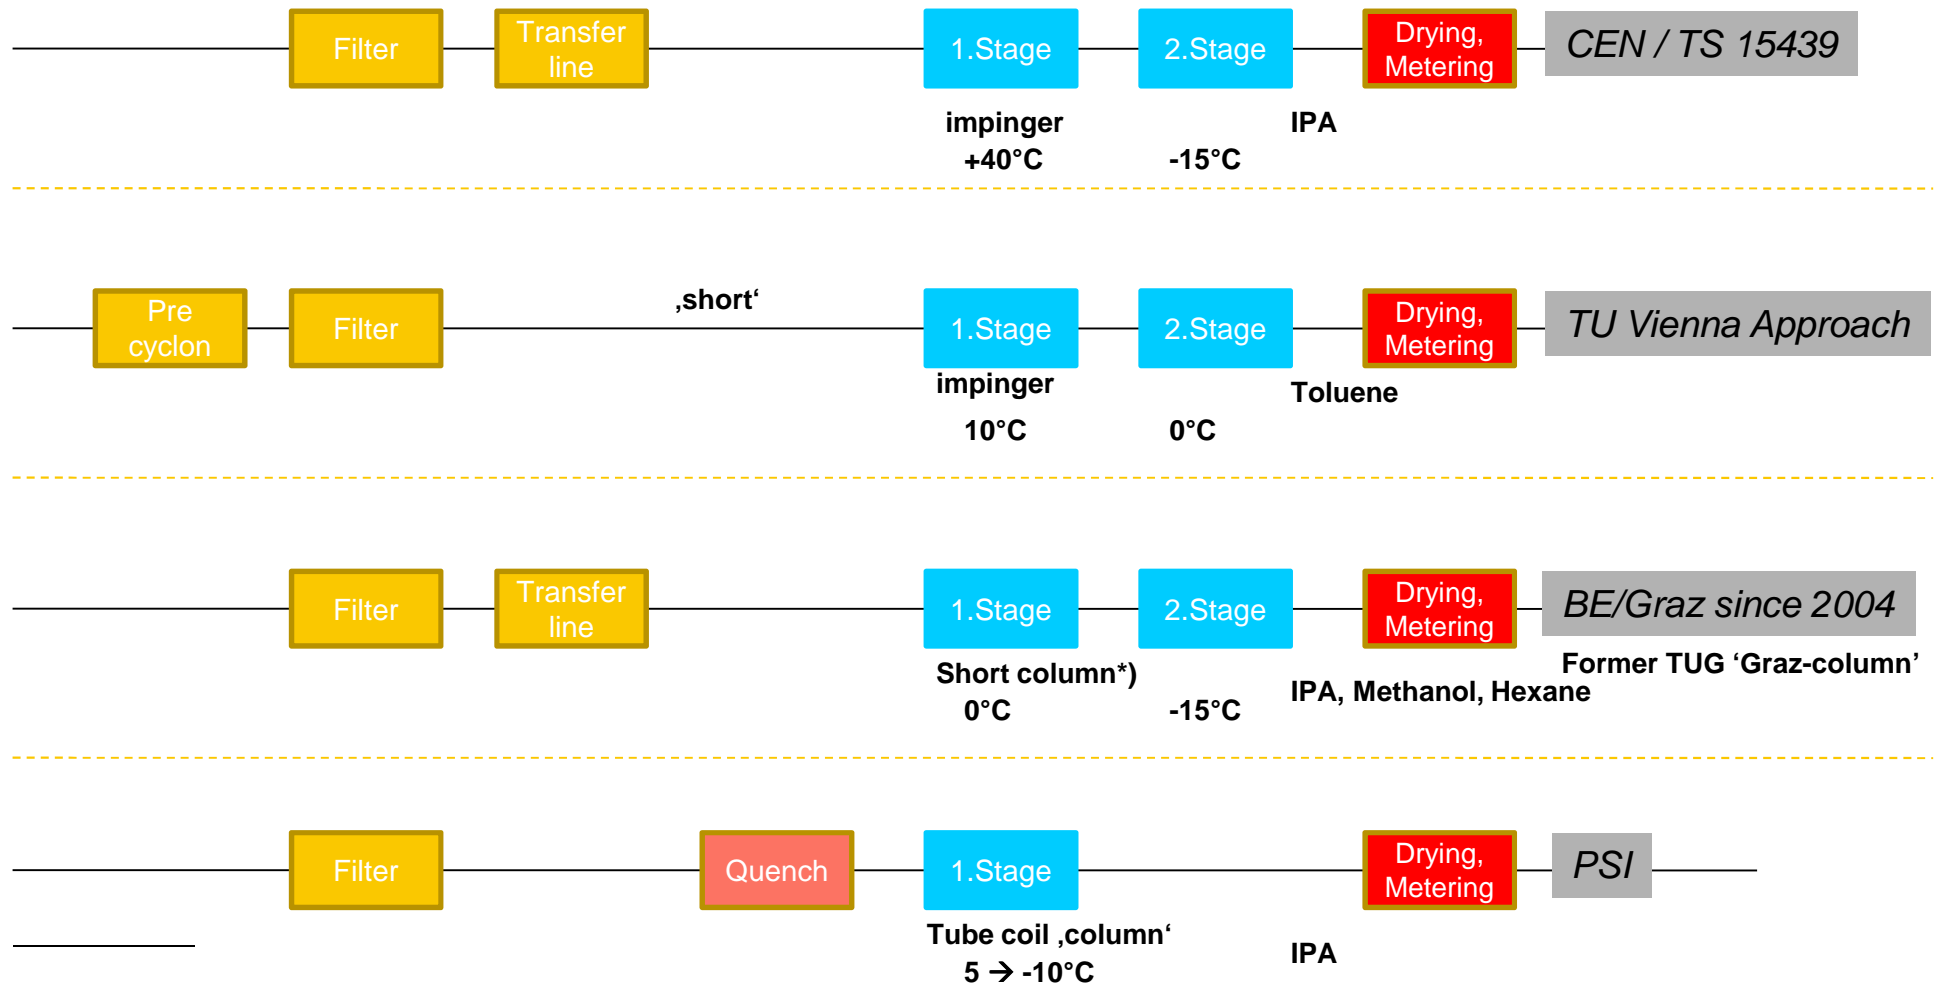 Filter
Transfer
line
1.Stage
2.Stage
Drying,
Metering
CEN / TS 15439
impinger
IPA
+40°C
-15°C
Pre
cyclon
Filter
‚short‘
1.Stage
2.Stage
Drying,
Metering
TU Vienna Approach
impinger
Toluene
10°C
0°C
Filter
Transfer
line
1.Stage
2.Stage
Drying,
Metering
BE/Graz since 2004
Former TUG ‘Graz-column’
Short column*)
IPA, Methanol, Hexane
0°C
-15°C
Filter
Quench
1.Stage
Drying,
Metering
PSI
Tube coil ‚column‘
IPA
5 → -10°C